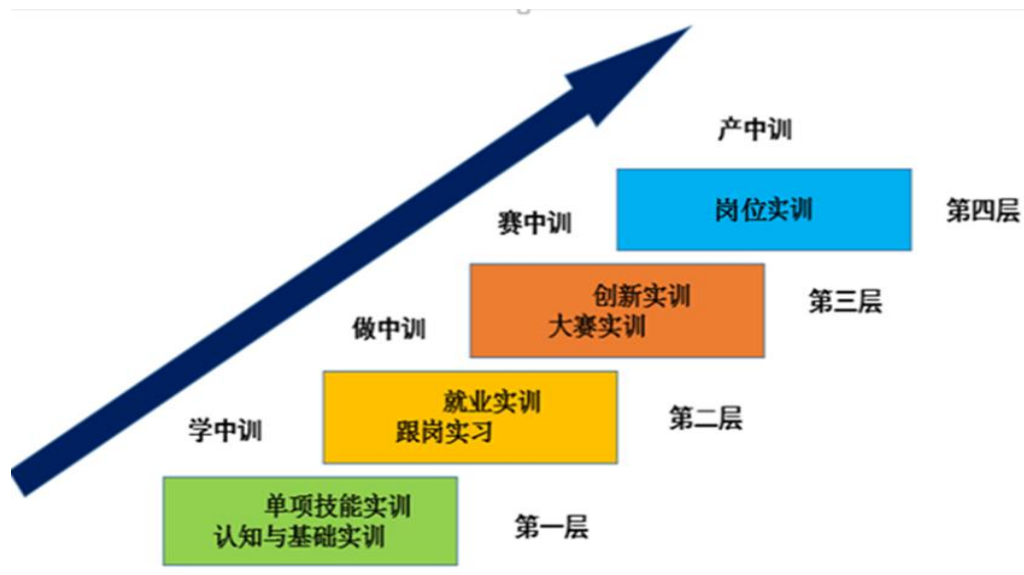 产中训
岗位实训
第四层
赛中训
创新实训
大赛实训
第三层
做中训
就业实训
跟岗实习
第二层
学中训
单项技能实训
认知与基础实训
第一层